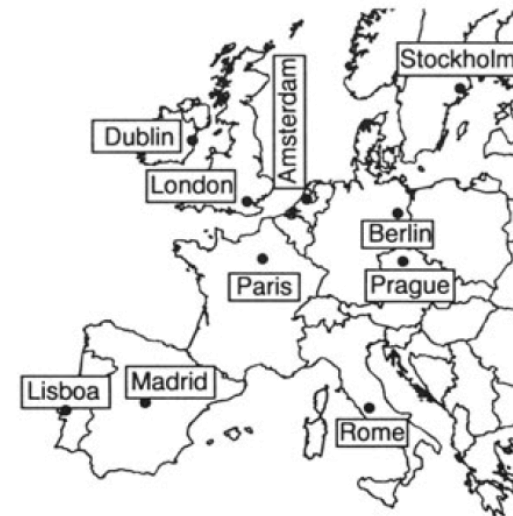 Stockholm
Dublin
Amsterdam
London
Berlin
Paris
Prague
Lisboa
Madrid
Rome